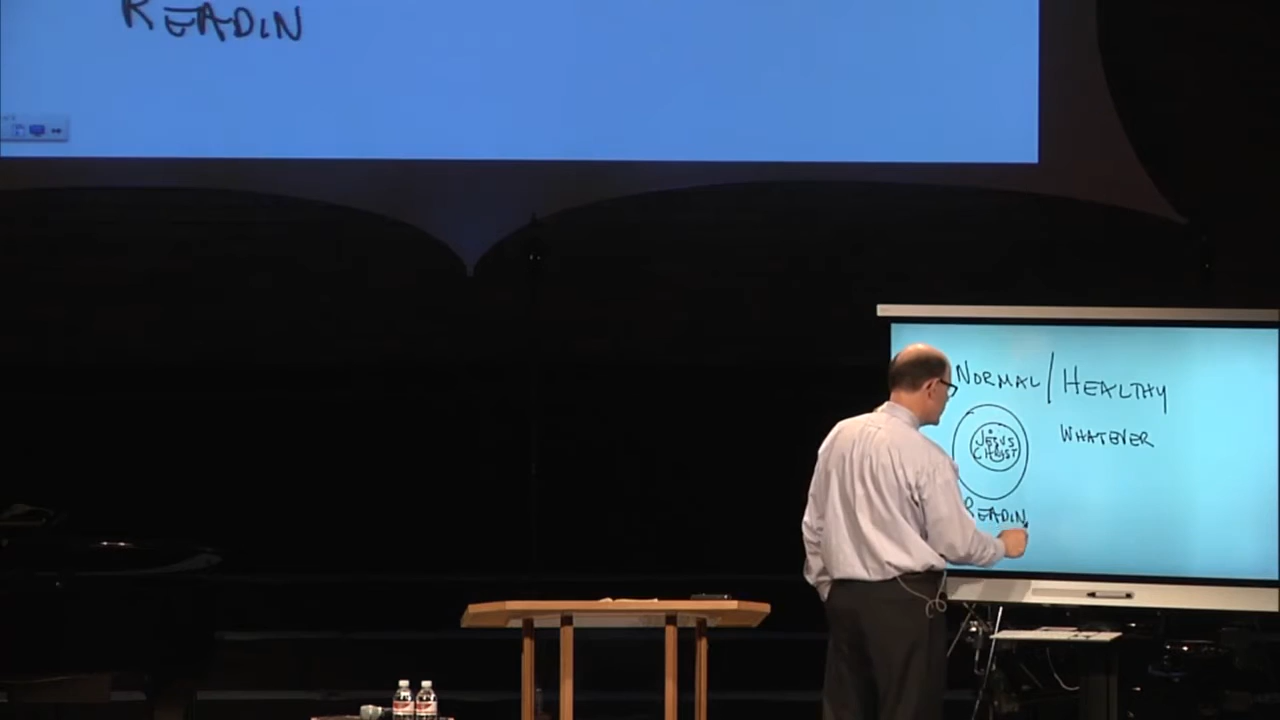 READIN
NORMAL/HEALTHY
WHATEVER
JESUS
CHRIST
READIN